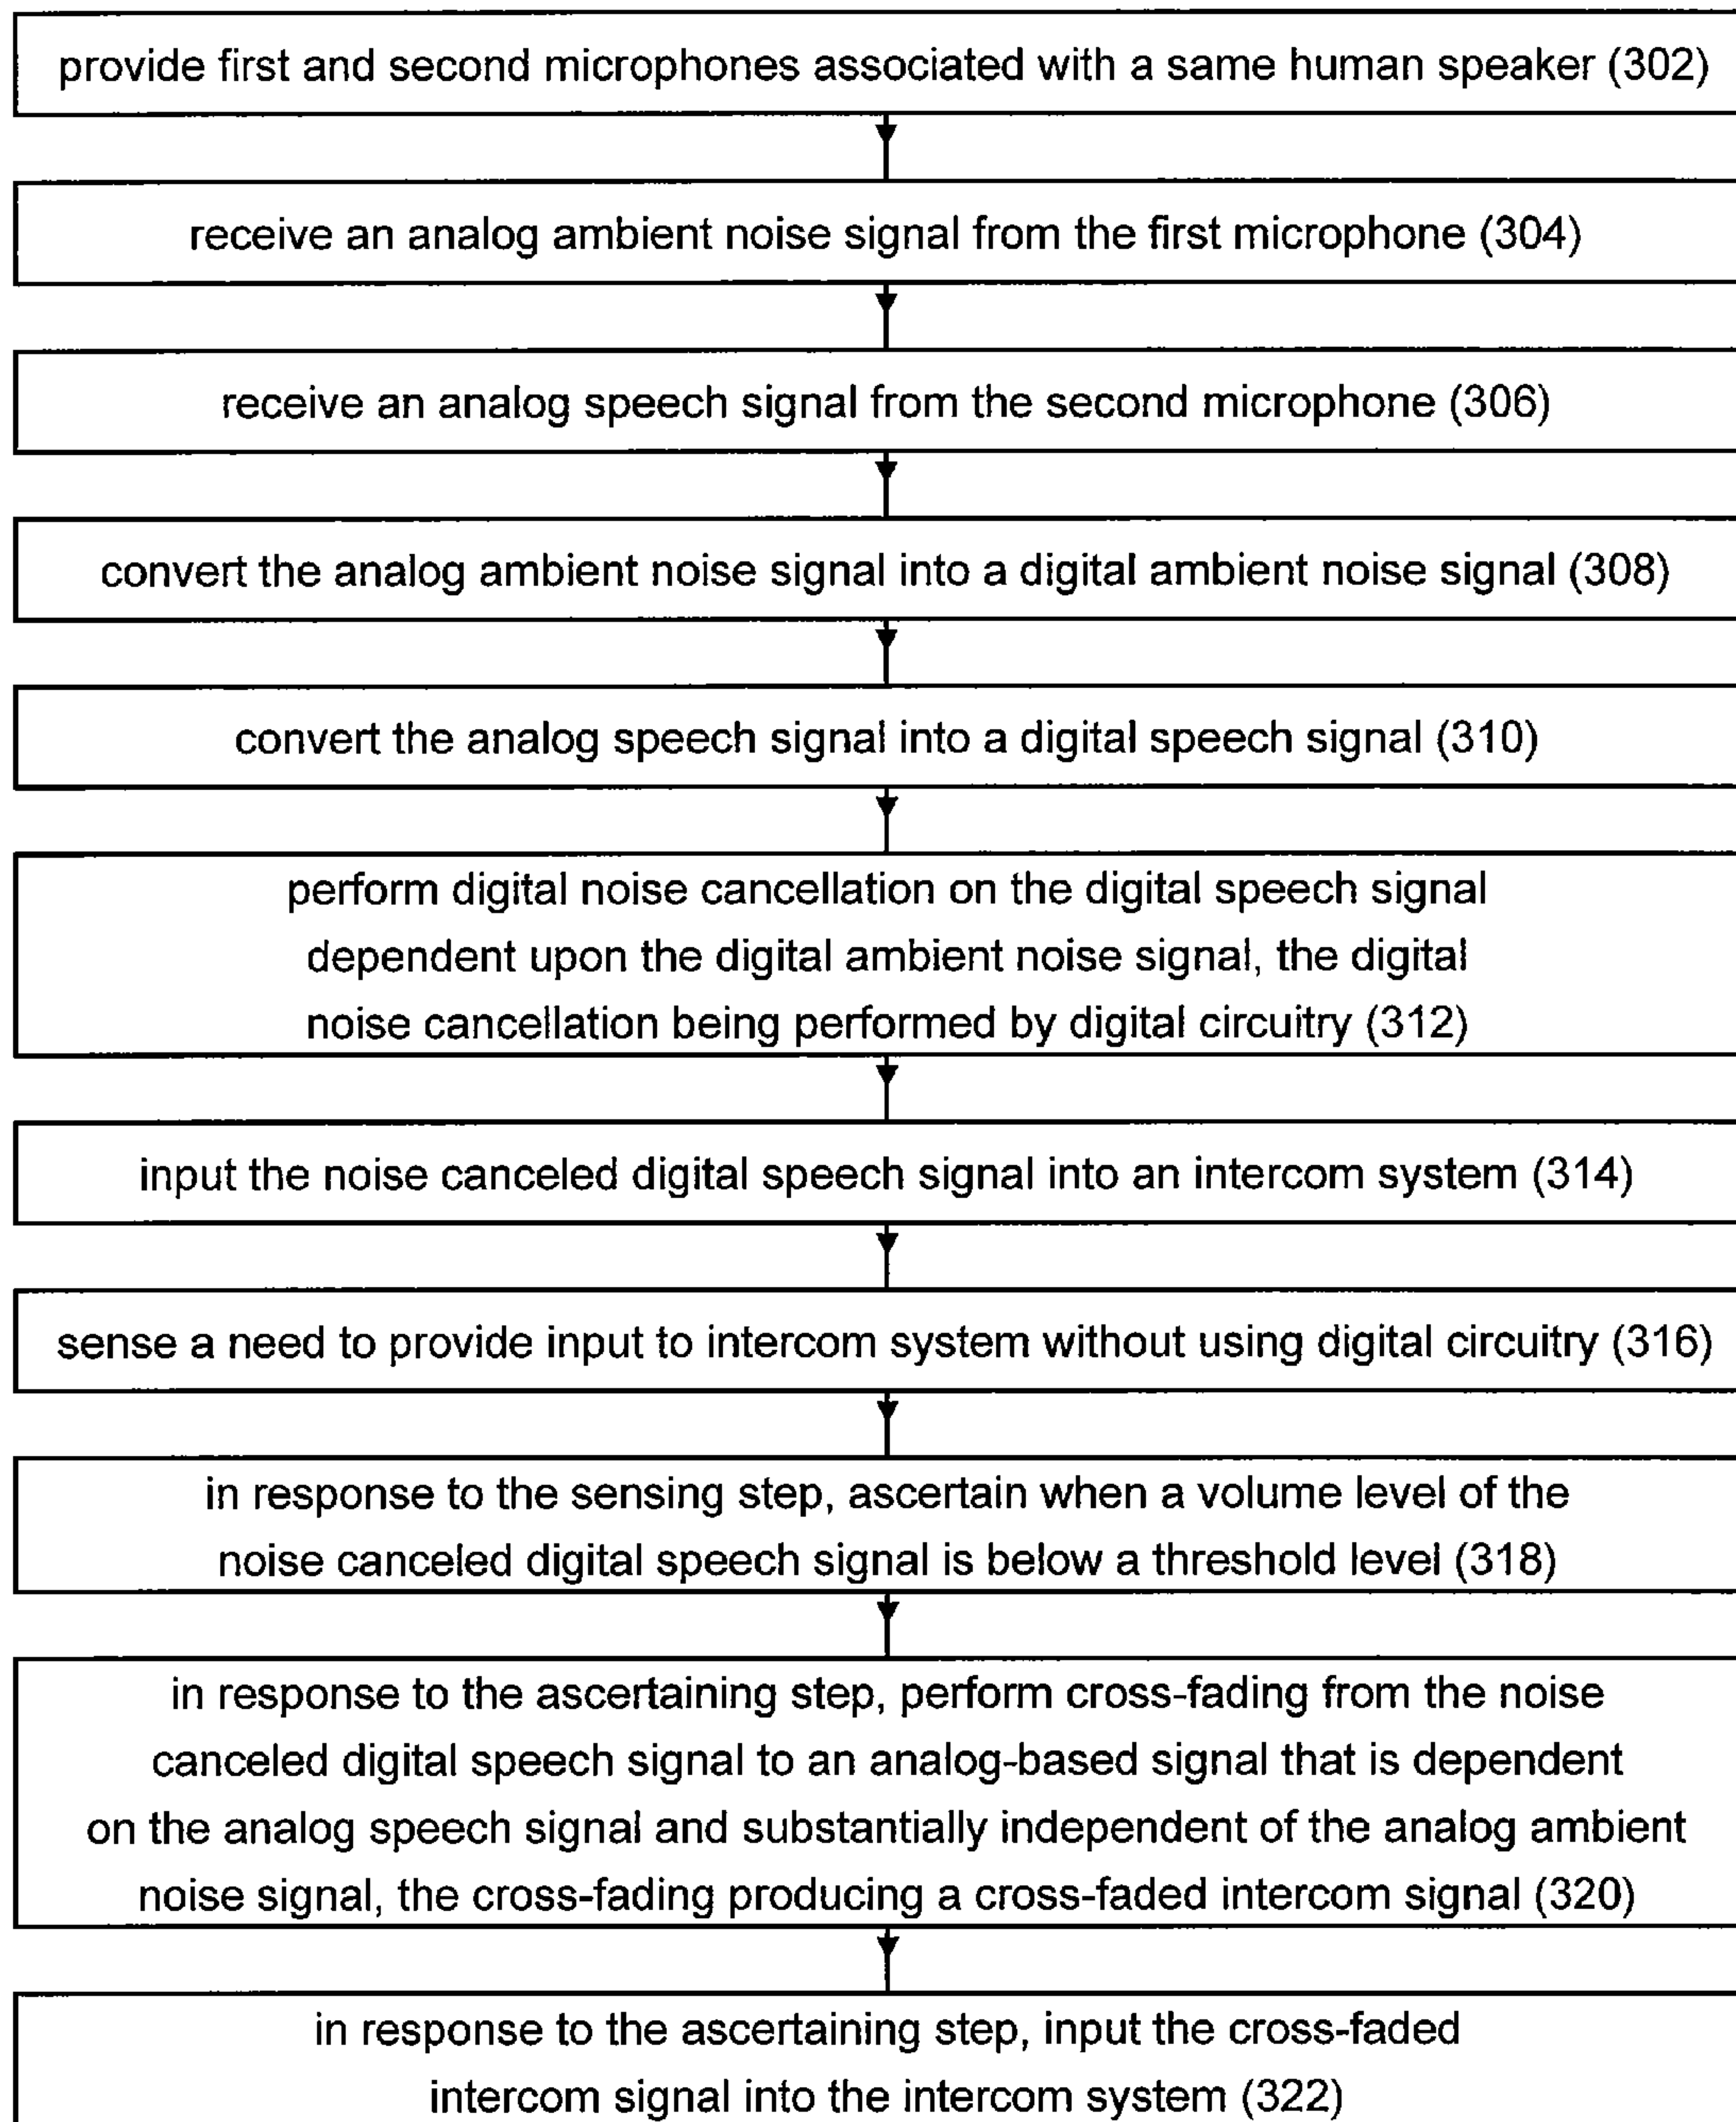 provide first and second microphones associated with a same human speaker (302)
receive an analog ambient noise signal from the first microphone (304)
receive an analog speech signal from the second microphone (306)
convert the analog ambient noise signal into a digital ambient noise signal (308)
convert the analog speech signal into a digital speech signal (310)
perform digital noise cancellation on the digital speech signal
dependent upon the digital ambient noise signal, the digital
noise cancellation being performed by digital circuitry (312)
input the noise canceled digital speech signal into an intercom system (314)
sense a need to provide input to intercom system without using digital circuitry (316)
in response to the sensing step, ascertain when a volume level of the
noise canceled digital speech signal is below a threshold level (318)
in response to the ascertaining step, perform cross-fading from the noise
canceled digital speech signal to an analog-based signal that is dependent
on the analog speech signal and substantially independent of the analog ambient
noise signal, the cross-fading producing a cross-faded intercom signal (320)
in response to the ascertaining step, input the cross-faded
intercom signal into the intercom system (322)